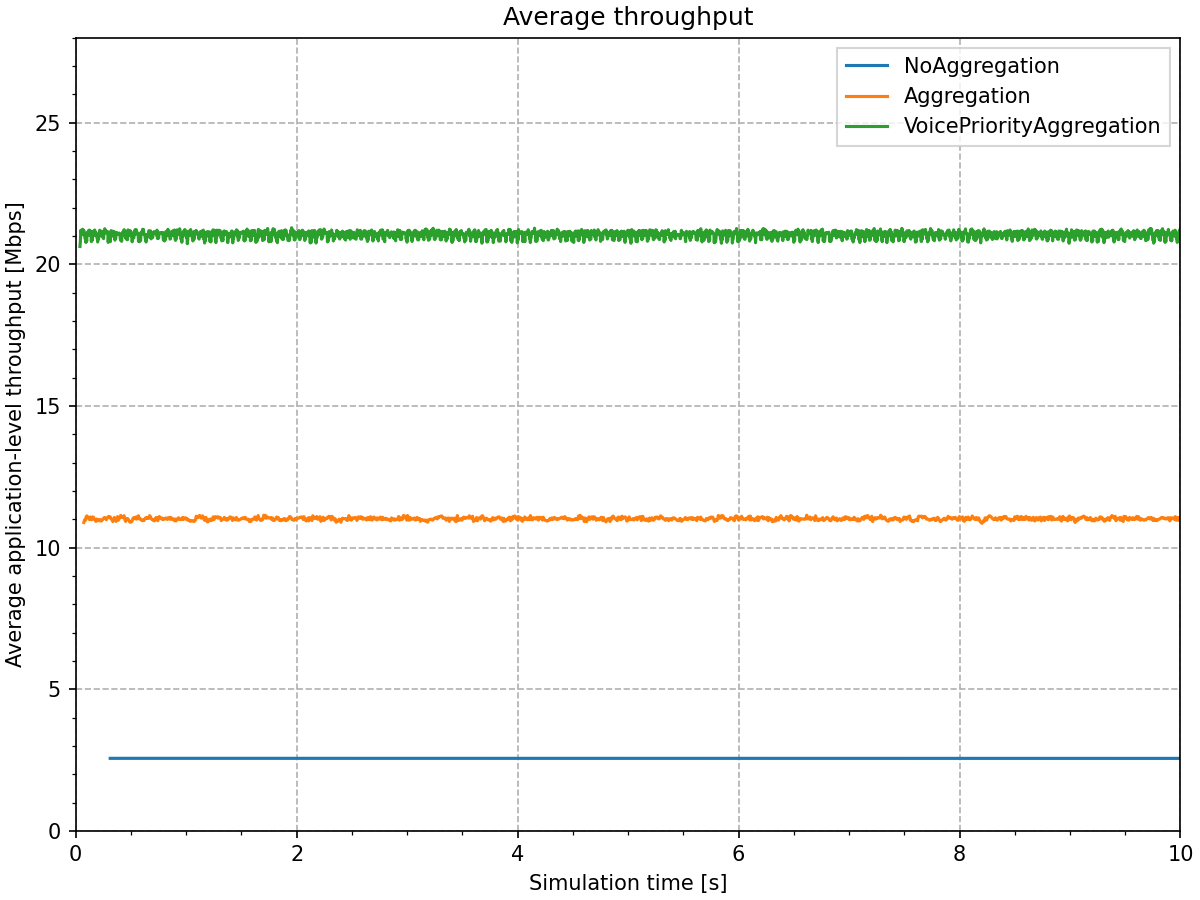 Average throughput
NoAggregation
Aggregation
VoicePriorityAggregation
Average application-level throughput [Mbps]
25
20
15
10
5
0
0 2 4 6 8 10
Simulation time [s]